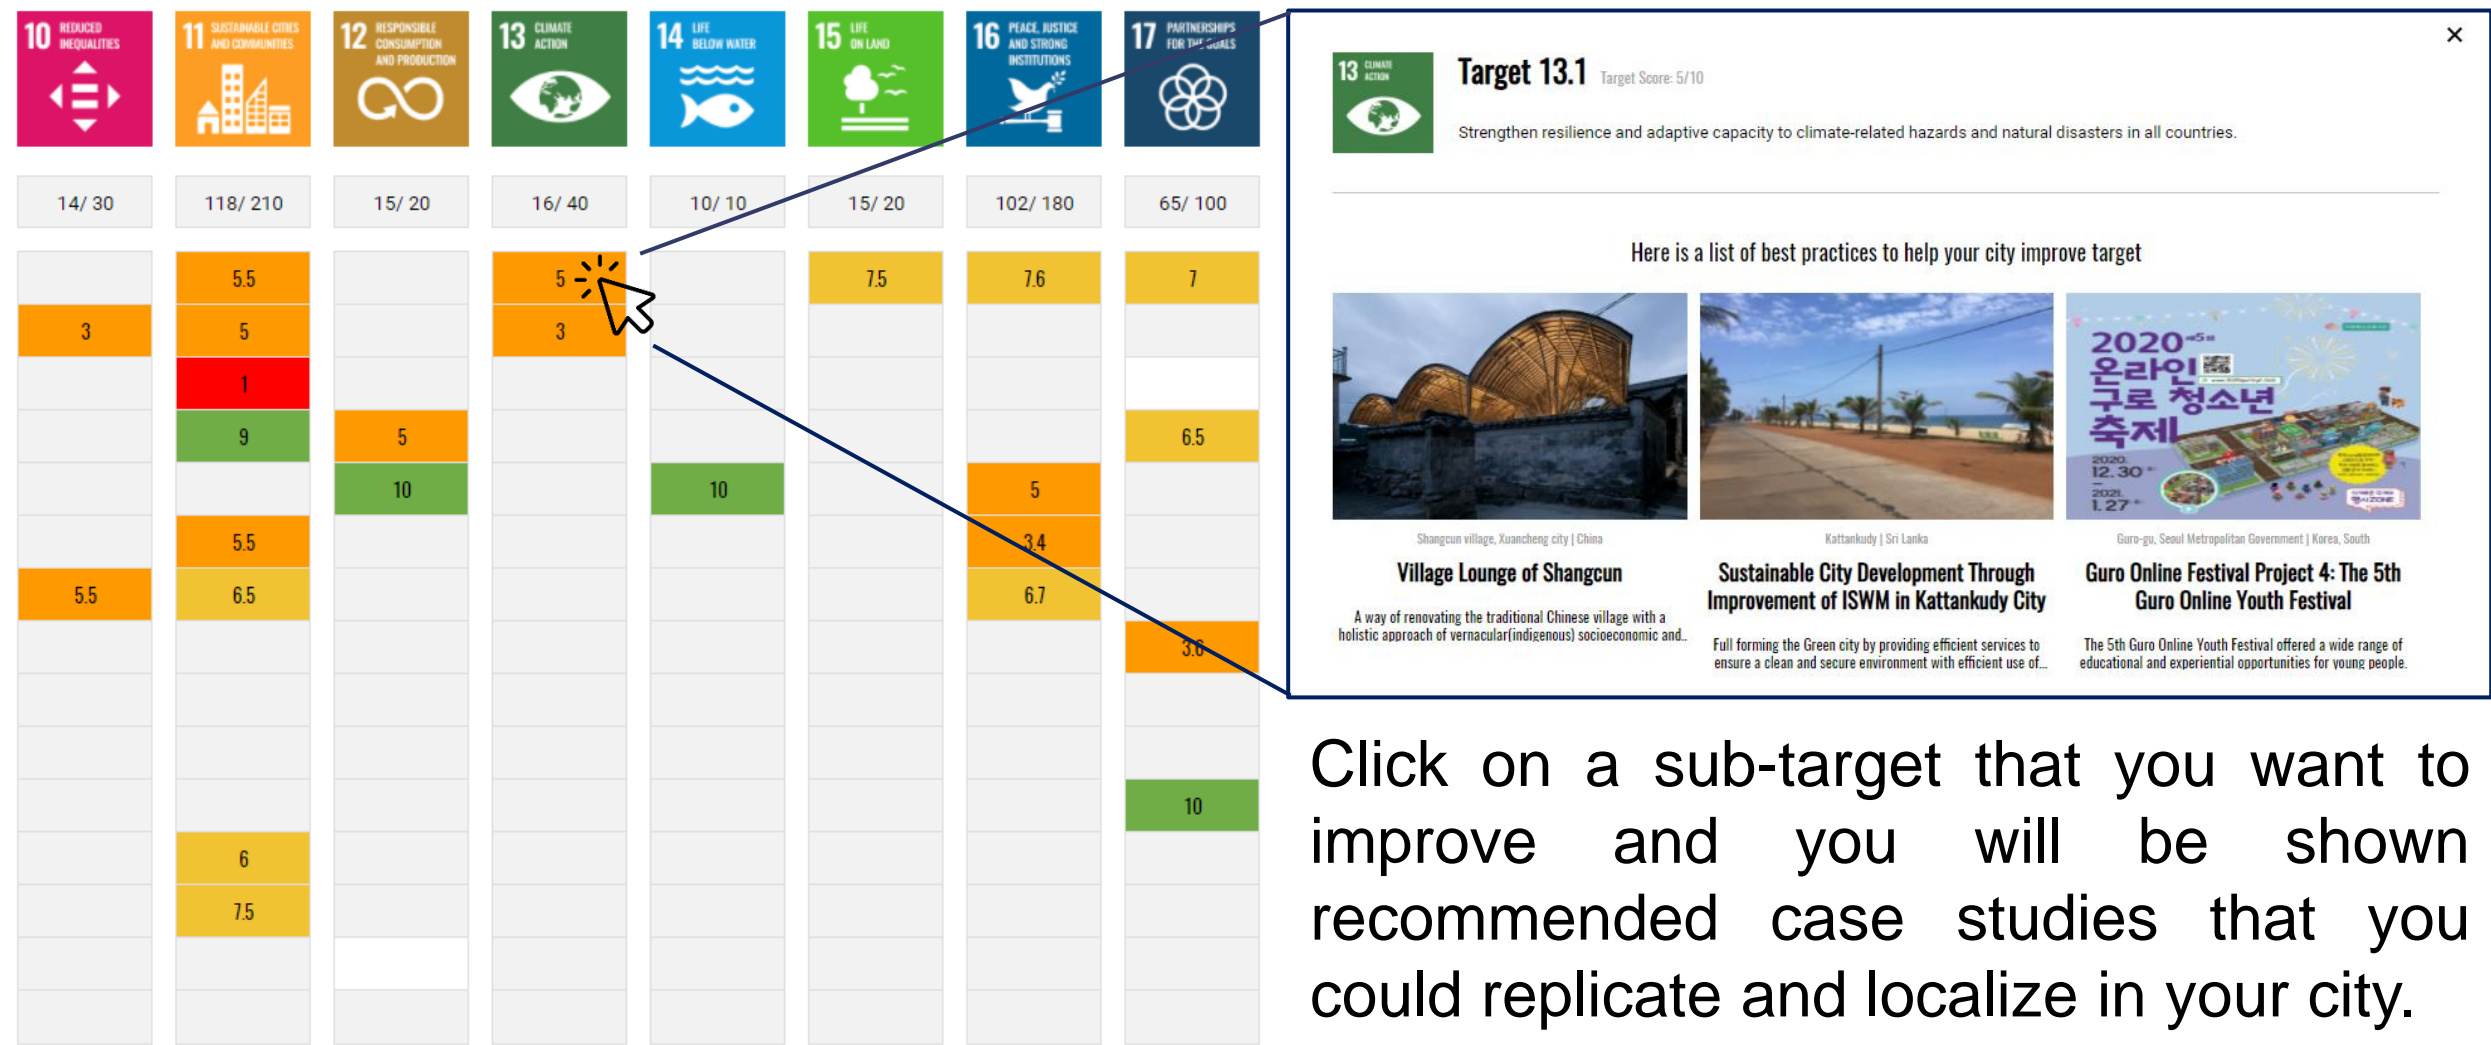 10 REDUCED INEQUALITIES
11 SUSTAINABLE CITIES AND COMMUNITIES
12 RESPONSIBLE CONSUMPTION AND PRODUCTION
13 CLIMATE ACTION
14 LIFE BELOW WATER
15 LIFE ON LAND
16 PEACE, JUSTICE AND STRONG INSTITUTIONS
17 PARTNERSHIPS FOR THE GOALS
14/ 30 118/ 210 15/ 20 16/ 40 10/ 10 15/ 20 102/ 180 65/ 100
5.5 5 7.5 7.6 7
3 5 3
1
9 5 6.5
10 10 5
5.5 3.4
5.5 6.5 6.7
3.6
10
6
7.5
×
13 CLIMATE ACTION
Target 13.1 Target Score: 5/10
Strengthen resilience and adaptive capacity to climate-related hazards and natural disasters in all countries.
Here is a list of best practices to help your city improve target
2020 제5회
온라인
구로 청소년
축제
2020.
12.30
2021.
1.27
Shangcun village, Xuancheng city | China
Village Lounge of Shangcun
A way of renovating the traditional Chinese village with a
holistic approach of vernacular(indigenous) socioeconomic and..
Kattankudy | Sri Lanka
Sustainable City Development Through
Improvement of ISWM in Kattankudy City
Full forming the Green city by providing efficient services to
ensure a clean and secure environment with efficient use of...
Guro-gu, Seoul Metropolitan Government | Korea, South
Guro Online Festival Project 4: The 5th
Guro Online Youth Festival
The 5th Guro Online Youth Festival offered a wide range of
educational and experiential opportunities for young people.
Click on a sub-target that you want to
improve and you will be shown
recommended case studies that you
could replicate and localize in your city.